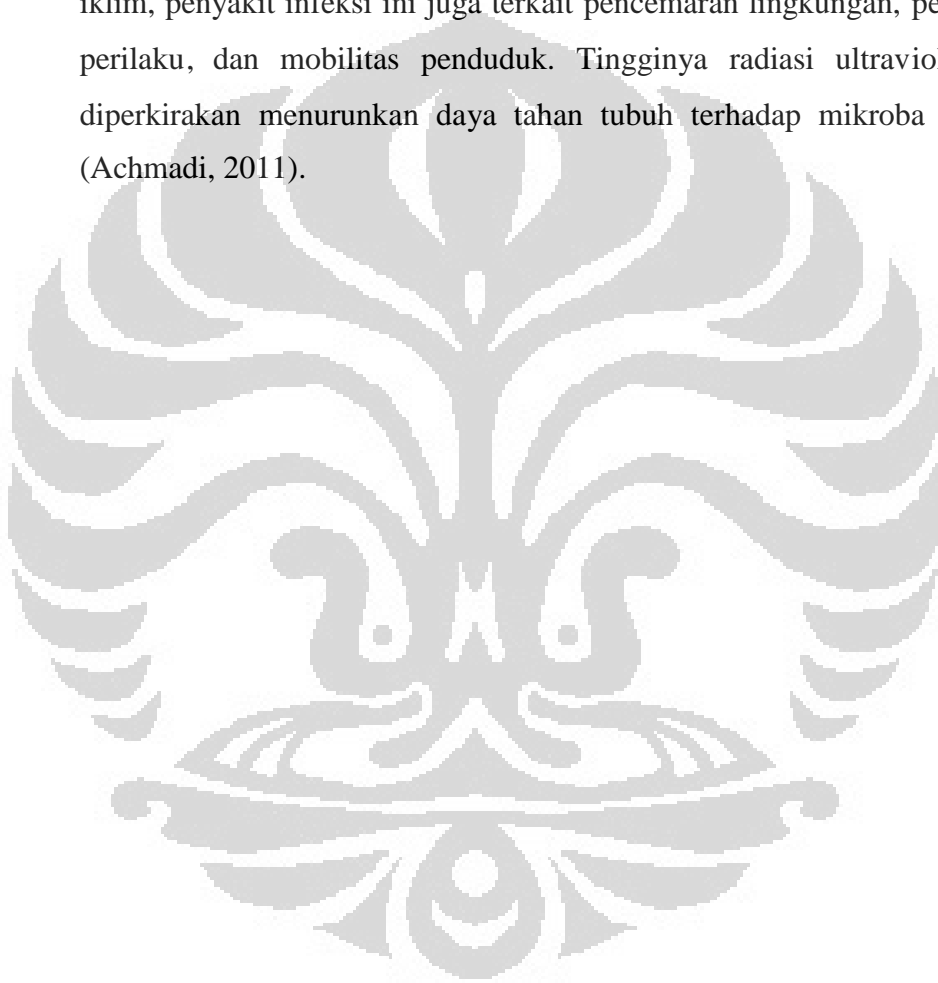 iklim, penyakit infeksi ini juga terkait pencemaran lingkungan,
perilaku, dan mobilitas penduduk. Tingginya radiasi
diperkirakan menurunkan daya tahan tubuh terhadap mikroba
(Achmadi, 2011).